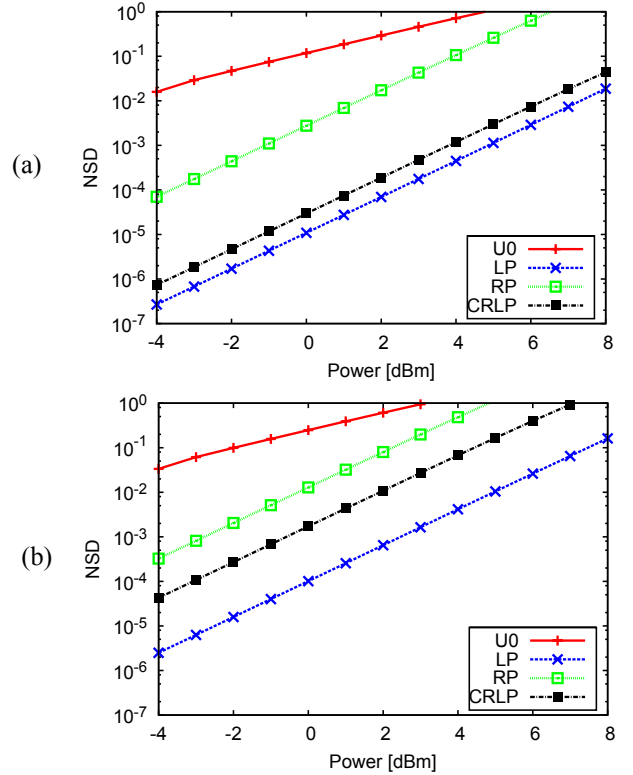 (a)
NSD
10^0
10^-1
10^-2
10^-3
10^-4
10^-5
10^-6
10^-7
U0
LP
RP
CRLP
-4 -2 0 2 4 6 8
Power [dBm]
(b)
NSD
10^0
10^-1
10^-2
10^-3
10^-4
10^-5
10^-6
10^-7
U0
LP
RP
CRLP
-4 -2 0 2 4 6 8
Power [dBm]